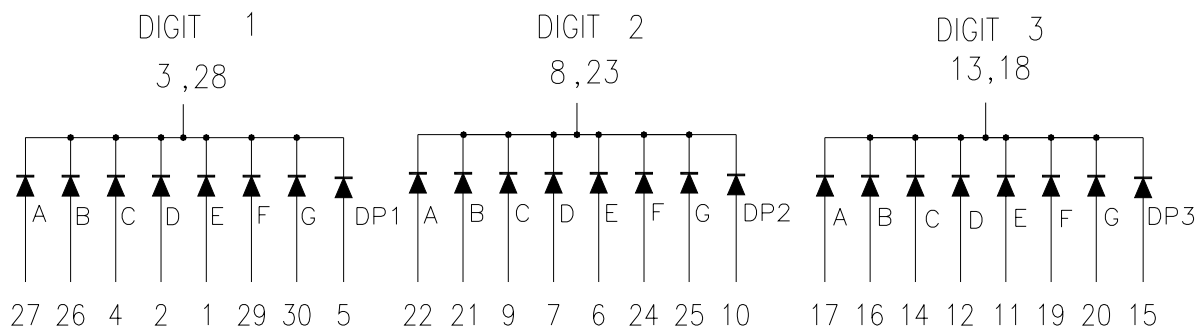 DIGIT 1 DIGIT 2 DIGIT 3
3,28 8,23 13,18
A B C D E F G DP1 A B C D E F G DP2 A B C D E F G DP3
27 26 4 2 1 29 30 5 22 21 9 7 6 24 25 10 17 16 14 12 11 19 20 15